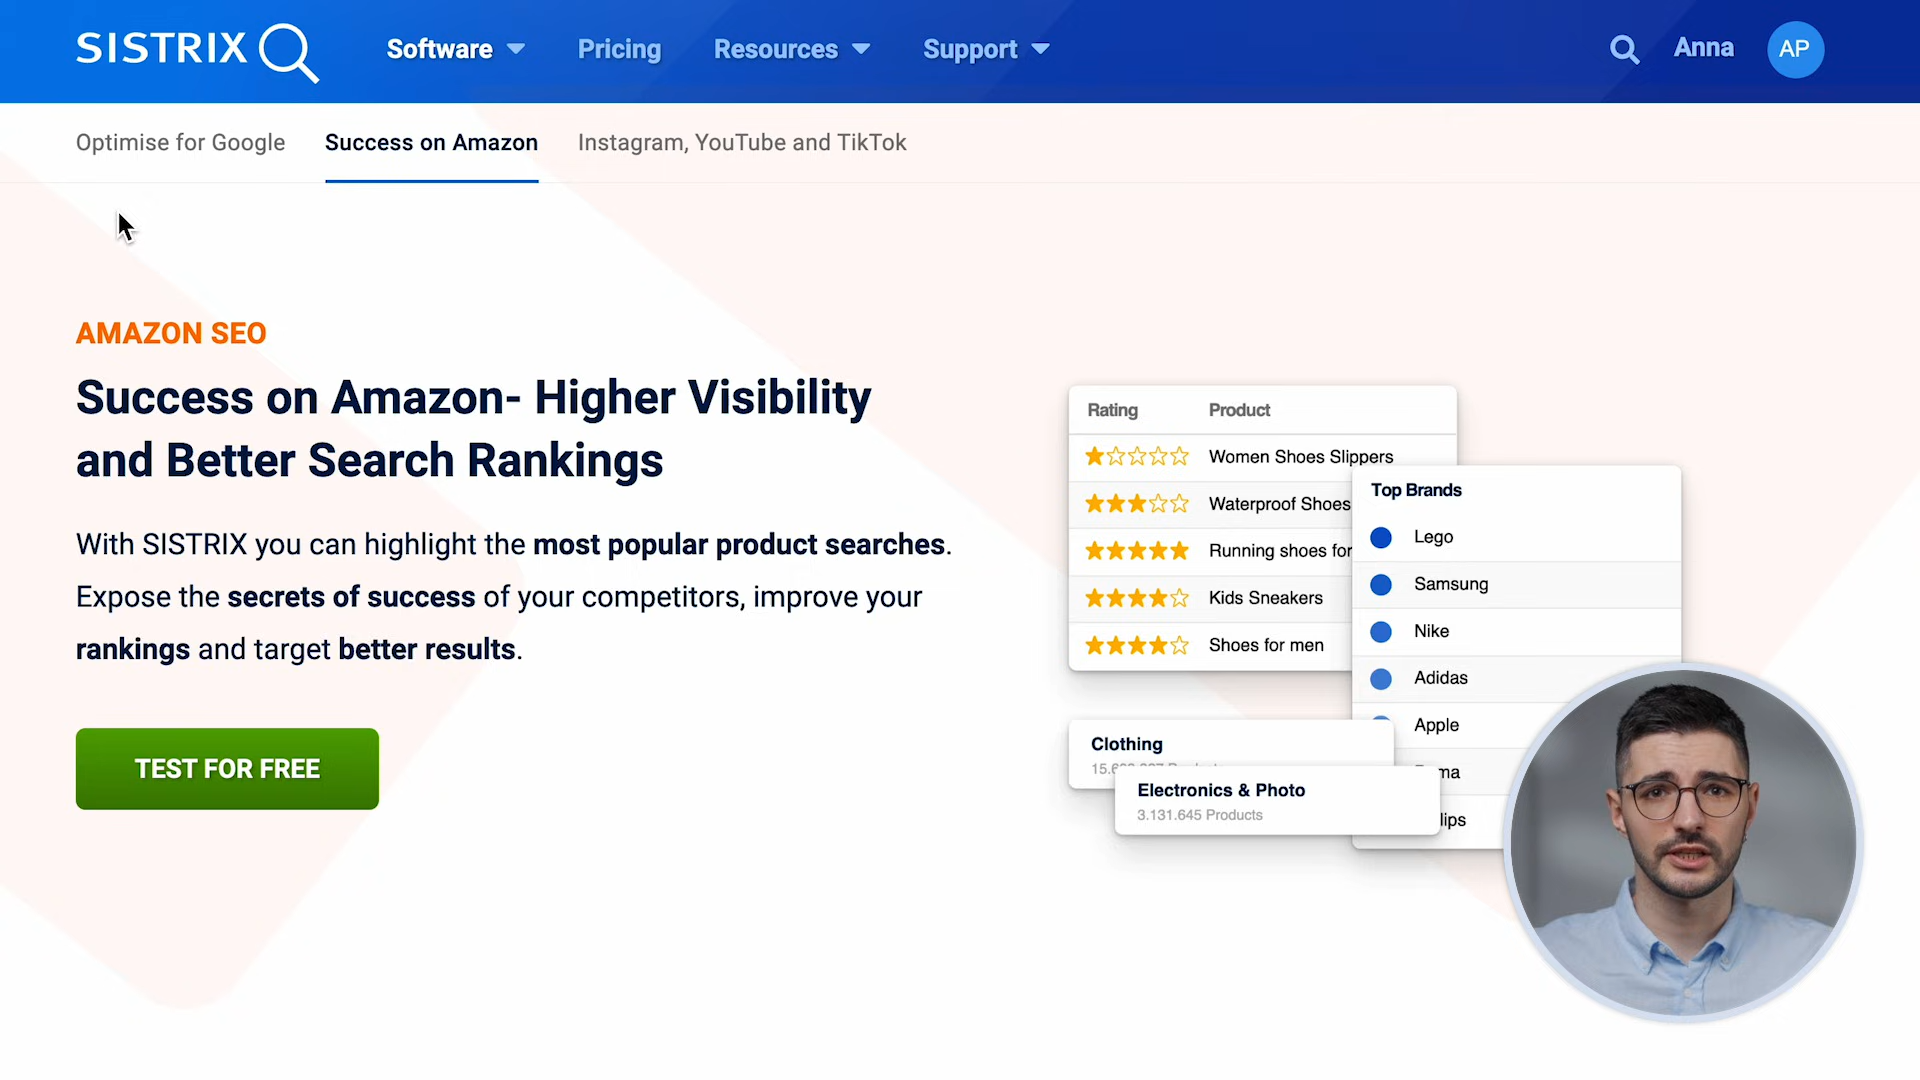 SISTRIX
Software
Pricing
Resources
Support
Anna
AP
Optimise for Google
Success on Amazon
Instagram, YouTube and TikTok
AMAZON SEO
Success on Amazon- Higher Visibility
and Better Search Rankings
With SISTRIX you can highlight the most popular product searches.
Expose the secrets of success of your competitors, improve your
rankings and target better results.
TEST FOR FREE
Rating Product
Women Shoes Slippers
Waterproof Shoes
Running shoes for
Kids Sneakers
Shoes for men
Top Brands
Lego
Samsung
Nike
Adidas
Apple
Clothing
Electronics & Photo
3.131.645 Products